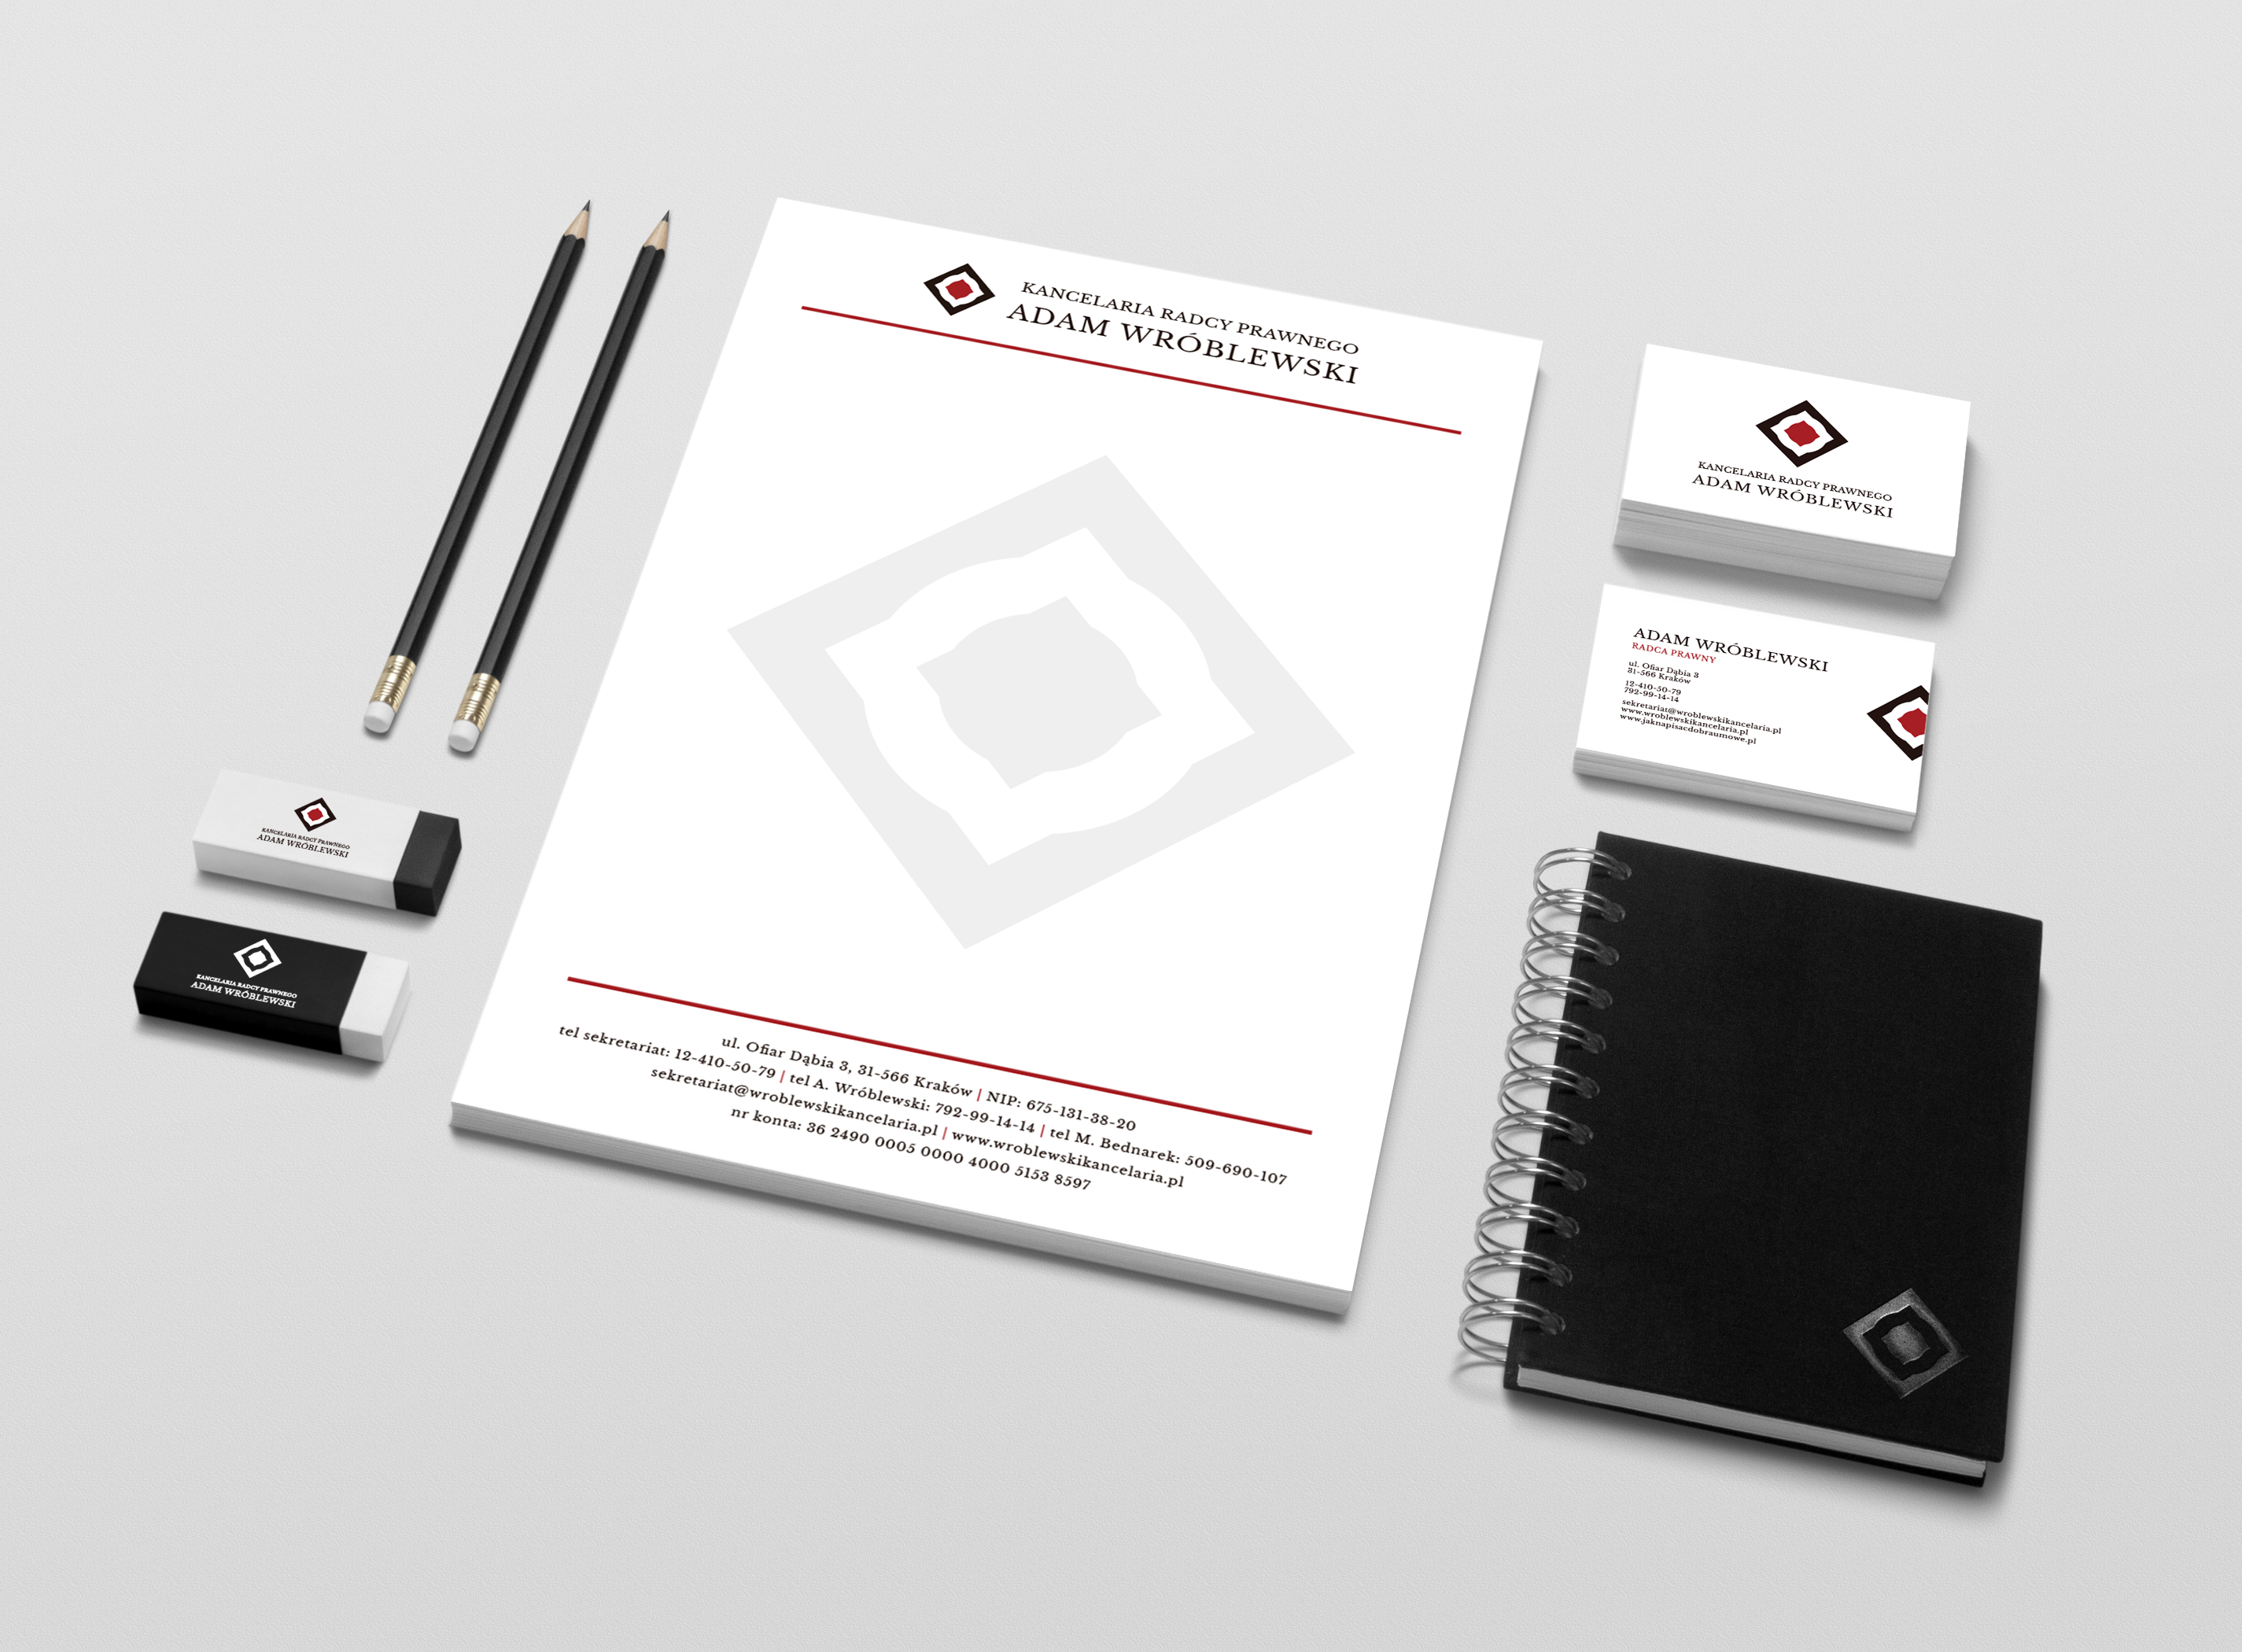 KANCELARIA RADCY PRAWNEGO
ADAM WRÓBLEWSKI
ul. Ofiar Dąbia 3, 31-566 Kraków | NIP: 675-131-38-20
tel sekretariat: 12-410-50-79 | tel A. Wróblewski: 792-99-14-14 | tel M. Bednarek: 509-690-107
sekretariat@wroblewskikancelaria.pl | www.wroblewskikancelaria.pl
nr konta: 36 2490 0005 0000 4000 5153 8597
KANCELARIA RADCY PRAWNEGO
ADAM WRÓBLEWSKI
ADAM WRÓBLEWSKI
RADCA PRAWNY
ul. Ofiar Dąbia 3
31-566 Kraków
12-410-50-79
792-99-14-14
sekretariat@wroblewskikancelaria.pl
www.wroblewskikancelaria.pl
www.jaknapisacdobraumowe.pl
KANCELARIA RADCY PRAWNEGO
ADAM WRÓBLEWSKI
KANCELARIA RADCY PRAWNEGO
ADAM WRÓBLEWSKI